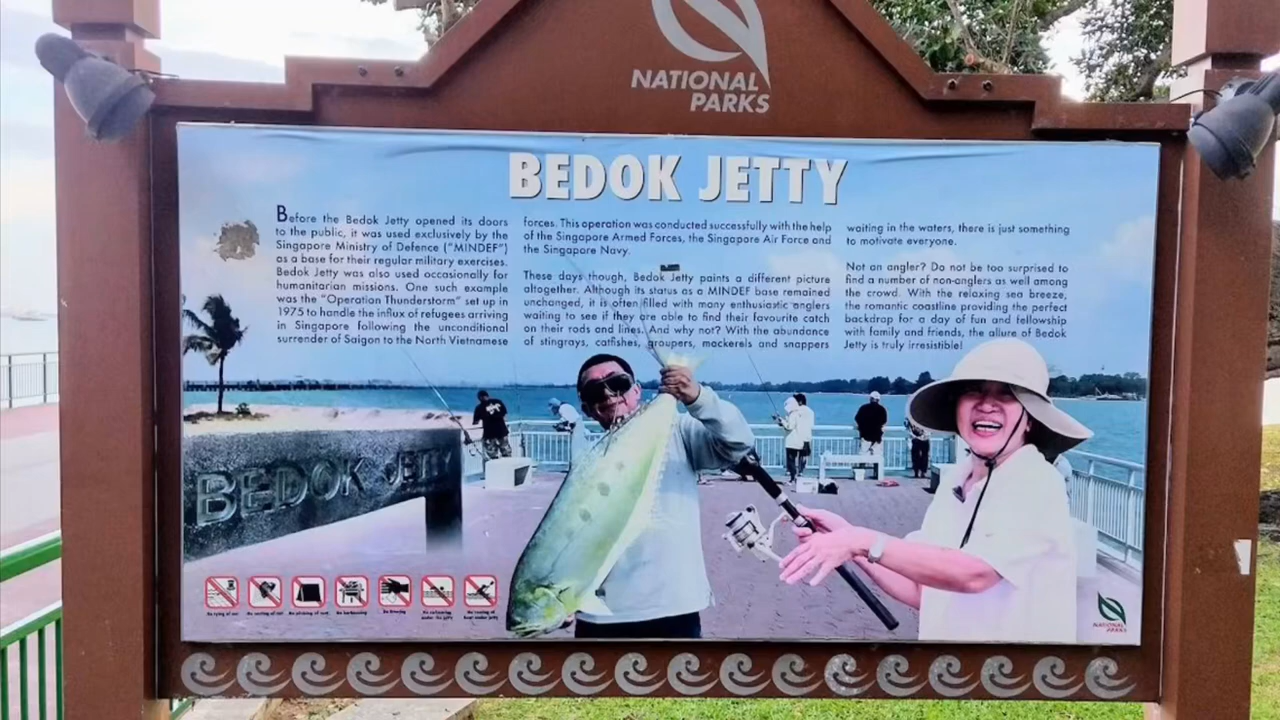 NATIONAL
PARKS
BEDOK JETTY
Before the Bedok Jetty opened its doors
to the public, it was used exclusively by the
Singapore Ministry of Defence ("MINDEF")
as a base for their regular military exercises.
Bedok Jetty was also used occasionally for
humanitarian missions. One such example
was the "Operation Thunderstorm" set up in
1975 to handle the influx of refugees arriving
in Singapore following the unconditional
surrender of Saigon to the North Vietnamese
forces. This operation was conducted successfully with the help
of the Singapore Armed Forces, the Singapore Air Force and
the Singapore Navy.
These days though, Bedok Jetty paints a different picture
altogether. Although its status as a MINDEF base remained
unchanged, it is often filled with many enthusiastic anglers
waiting to see if they are able to find their favourite catch
on their rods and lines. And why not? With the abundance
of stingrays, catfishes, groupers, mackerels and snappers
waiting in the waters, there is just something
to motivate everyone.
Not an angler? Do not be too surprised to
find a number of non-anglers as well among
the crowd. With the relaxing sea breeze,
the romantic coastline providing the perfect
backdrop for a day of fun and fellowship
with family and friends, the allure of Bedok
Jetty is truly irresistible!
BEDOK JETTY
NATIONAL
PARKS